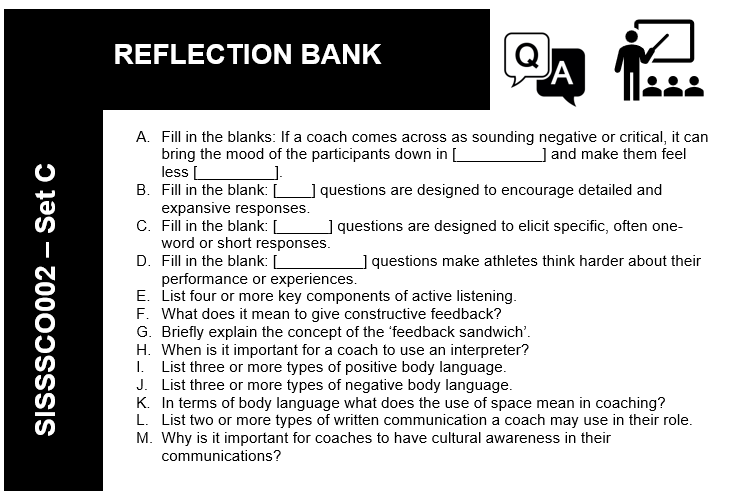 REFLECTION BANK
Q
A
SISSSCO002 – Set C
A. Fill in the blanks: If a coach comes across as sounding negative or critical, it can
bring the mood of the participants down in [___________] and make them feel
less [__________].
B. Fill in the blank: [____] questions are designed to encourage detailed and
expansive responses.
C. Fill in the blank: [______] questions are designed to elicit specific, often one-
word or short responses.
D. Fill in the blank: [___________] questions make athletes think harder about their
performance or experiences.
E. List four or more key components of active listening.
F. What does it mean to give constructive feedback?
G. Briefly explain the concept of the ‘feedback sandwich’.
H. When is it important for a coach to use an interpreter?
I. List three or more types of positive body language.
J. List three or more types of negative body language.
K. In terms of body language what does the use of space mean in coaching?
L. List two or more types of written communication a coach may use in their role.
M. Why is it important for coaches to have cultural awareness in their
communications?